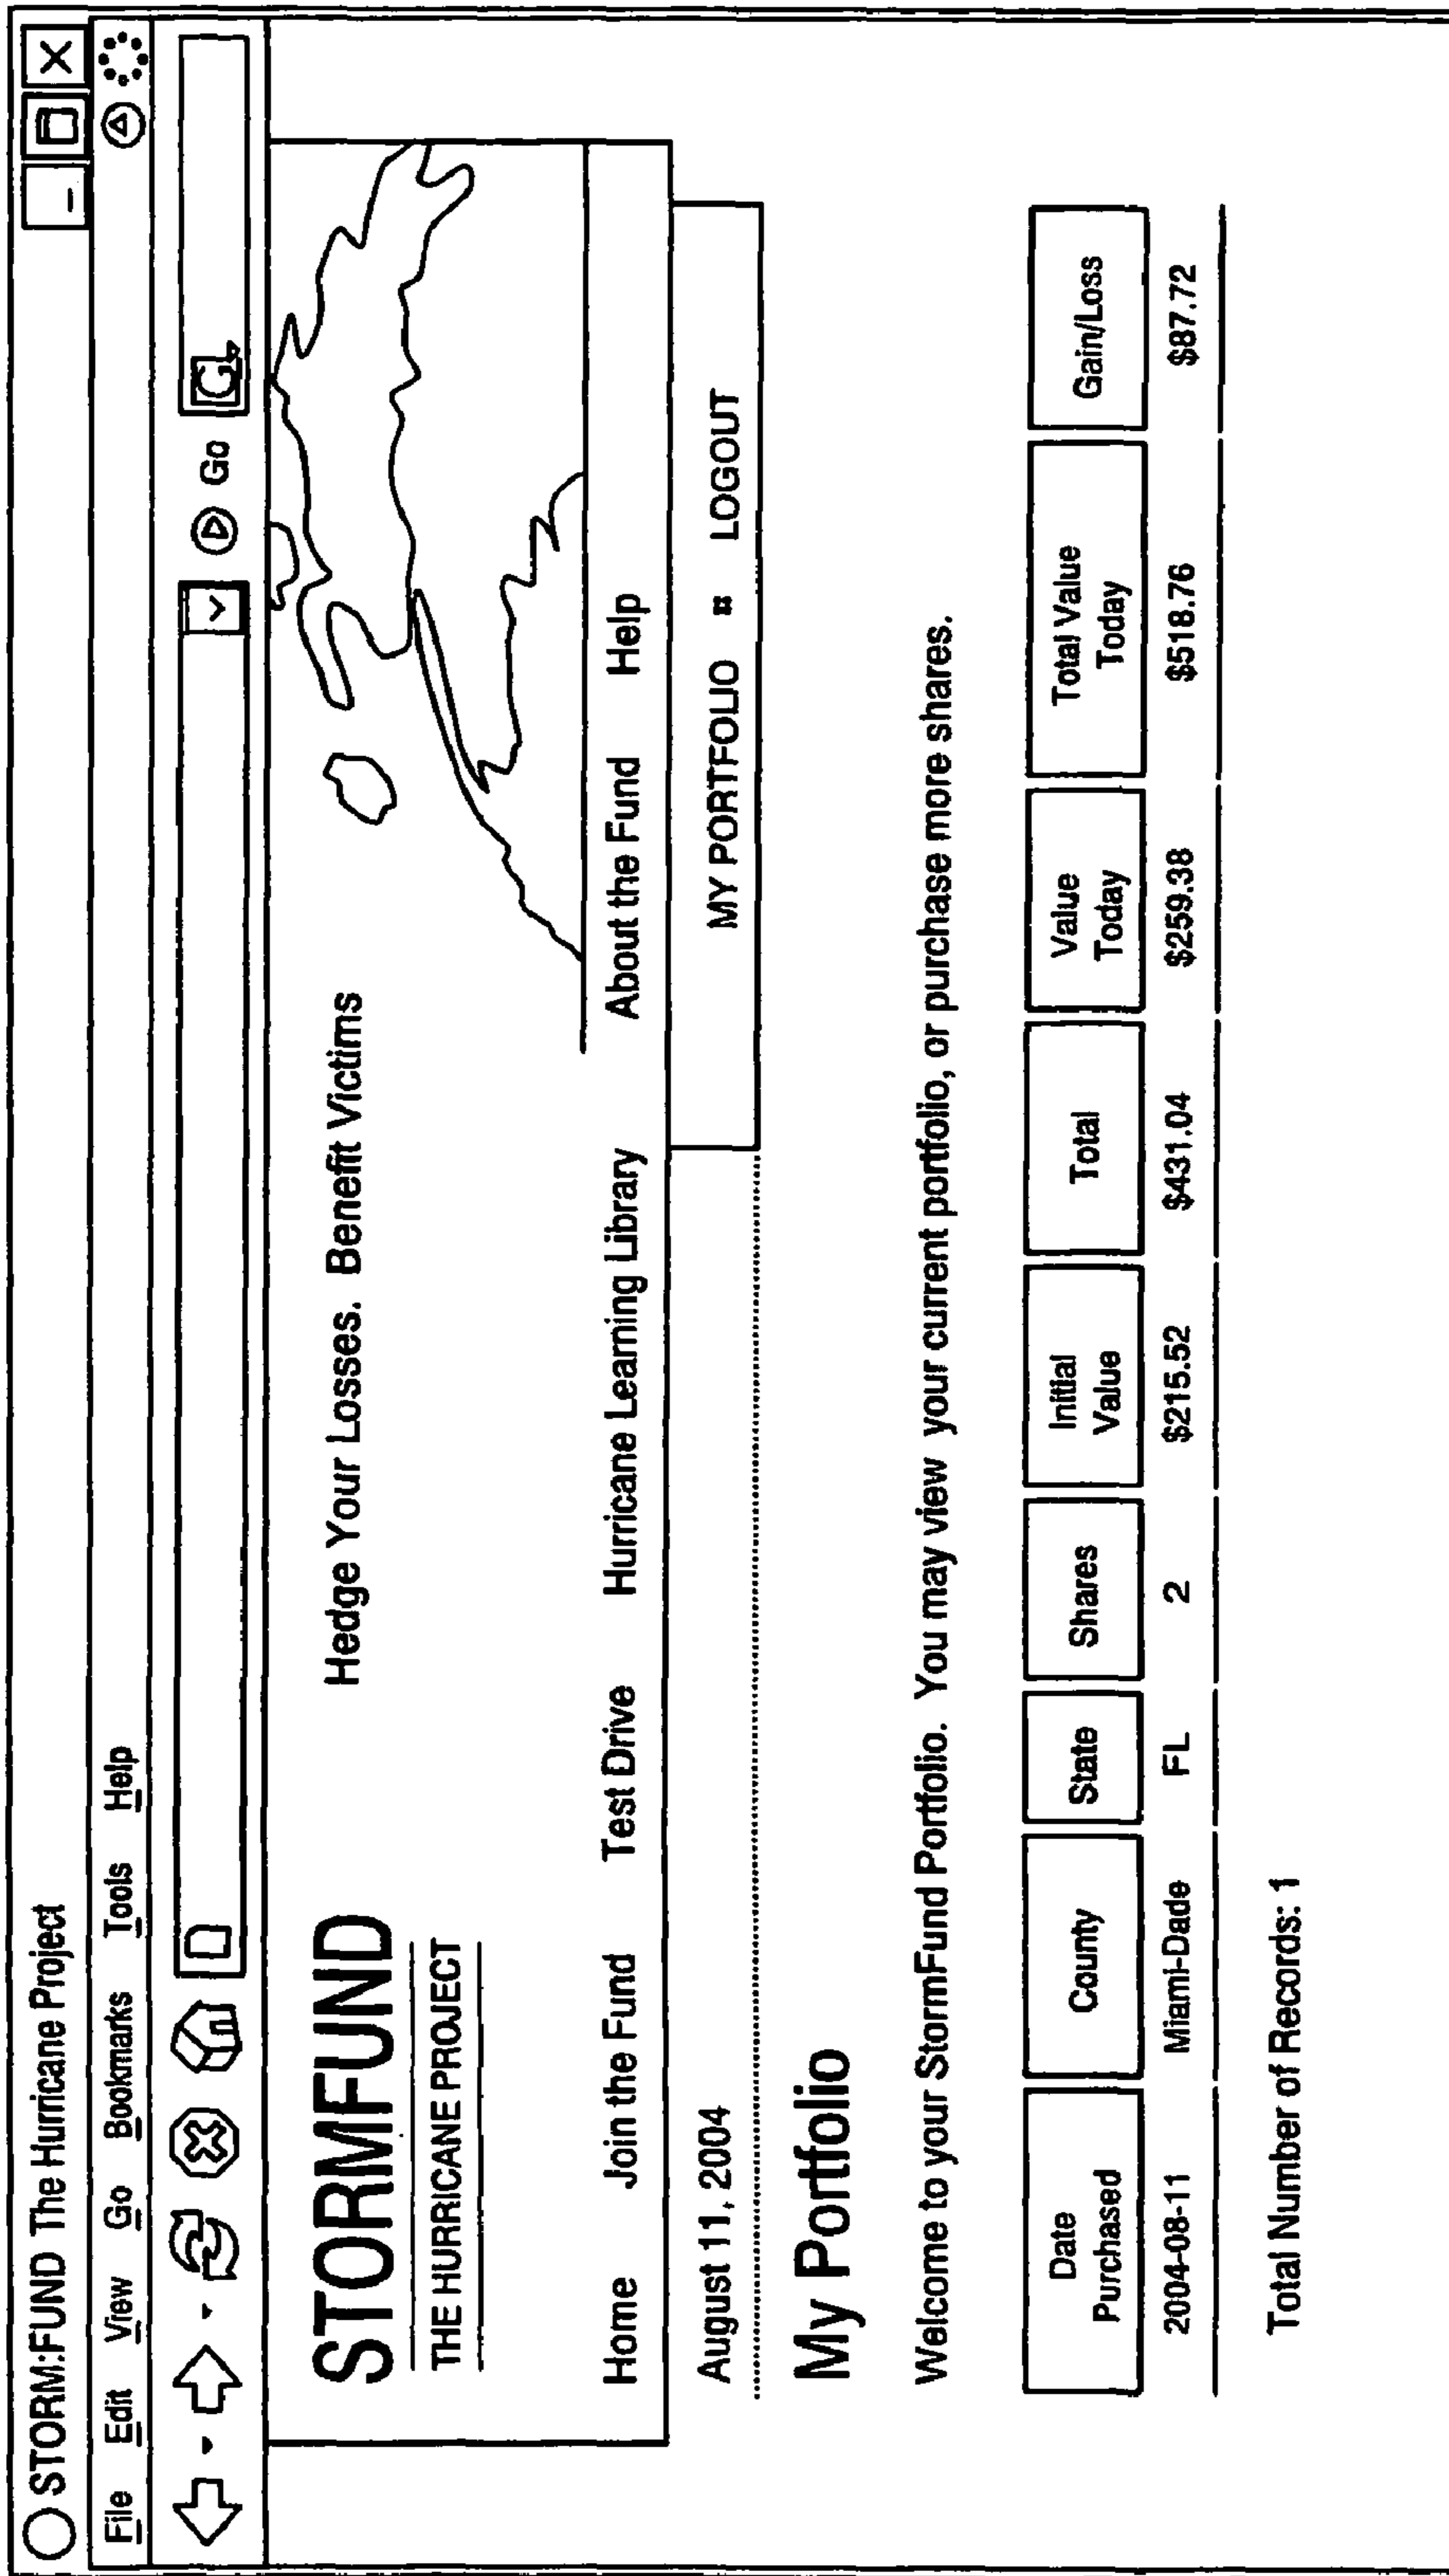 STORM:FUND The Hurricane Project
File Edit View Go Bookmarks Tools Help
Go G
STORMFUND
THE HURRICANE PROJECT
Hedge Your Losses. Benefit Victims
Home Join the Fund Test Drive Hurricane Learning Library About the Fund Help
August 11, 2004
MY PORTFOLIO ¤ LOGOUT
My Portfolio
Welcome to your StormFund Portfolio. You may view your current portfolio, or purchase more shares.
Date Purchased County State Shares Initial Value Total Value Today Total Value Today Gain/Loss
2004-08-11 Miami-Dade FL 2 $215.52 $431.04 $259.38 $518.76 $87.72
Total Number of Records: 1